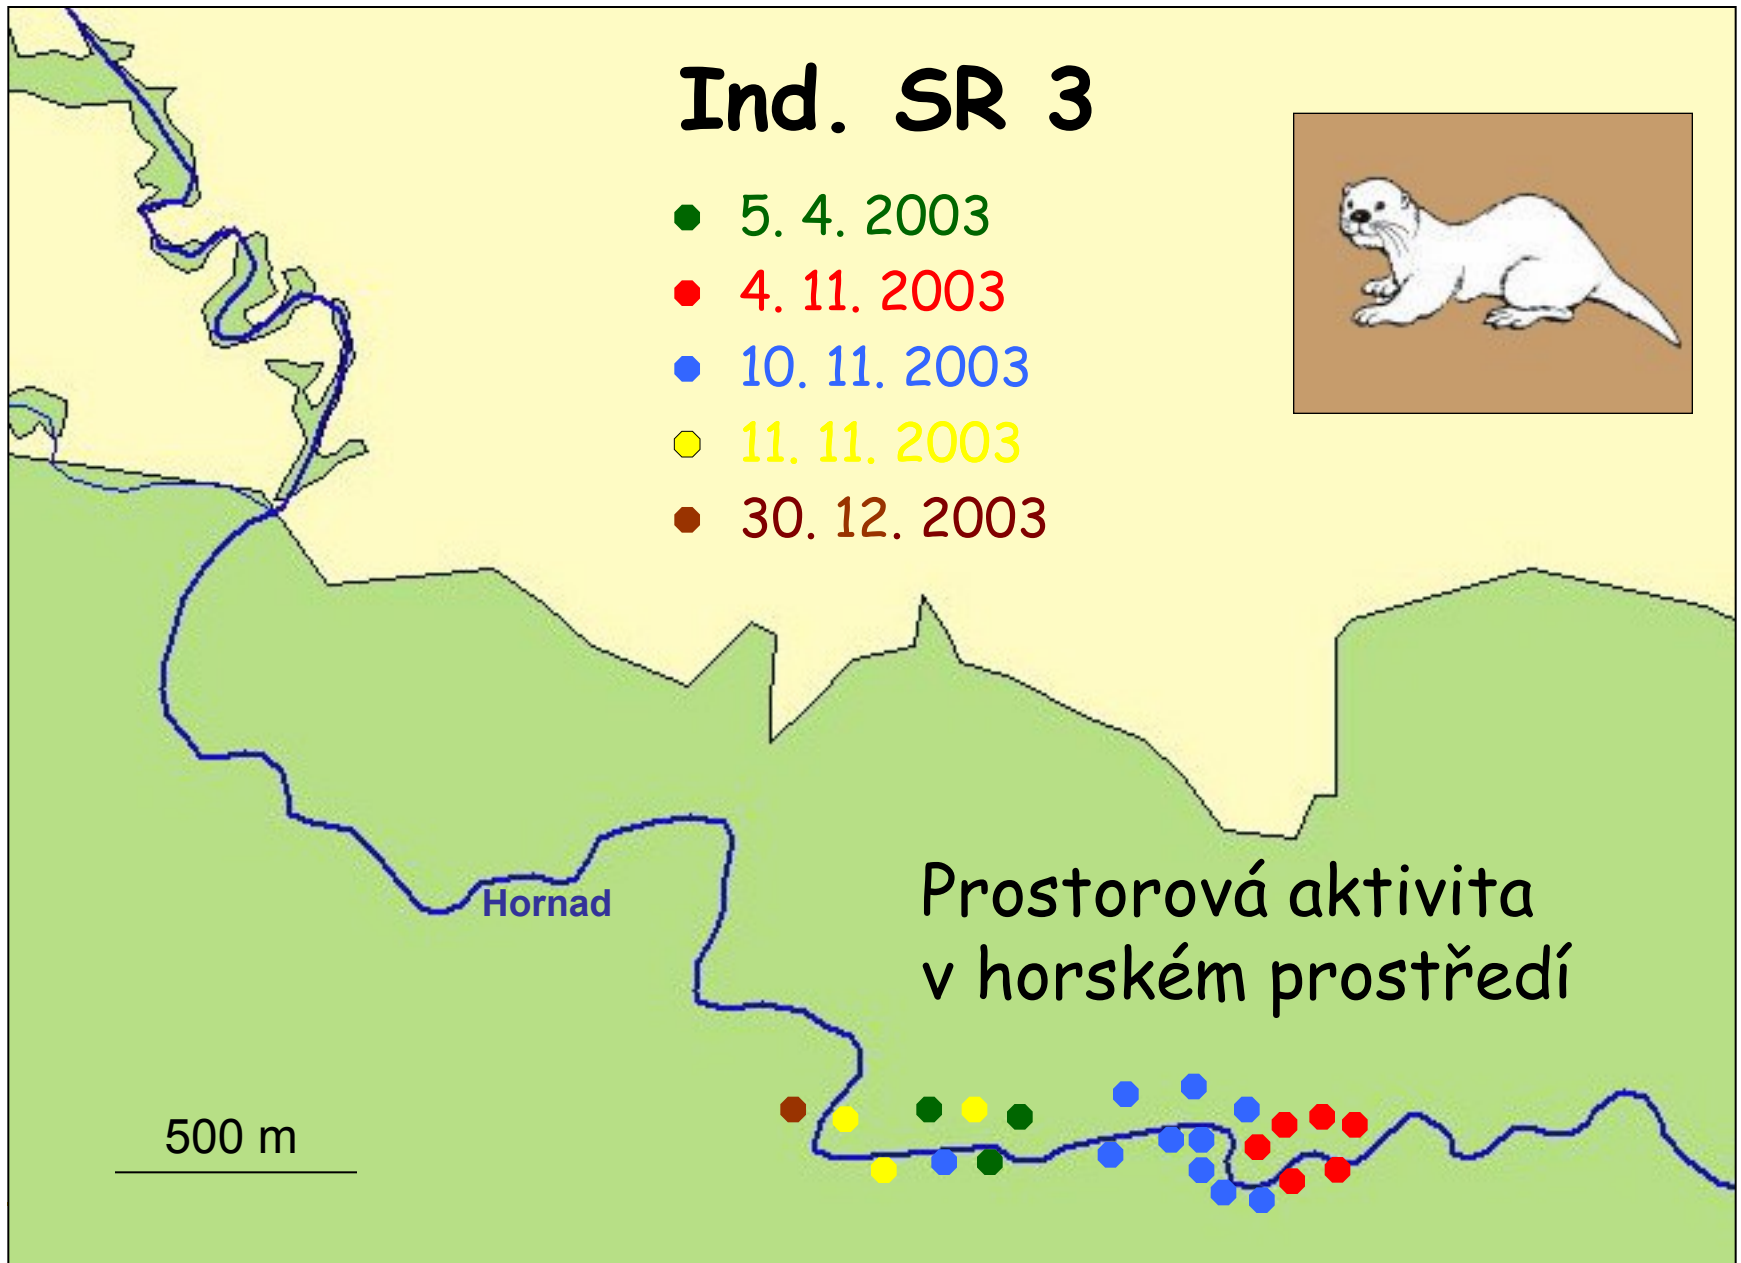 Ind. SR 3
5. 4. 2003
4. 11. 2003
10. 11. 2003
11. 11. 2003
30. 12. 2003
Prostorová aktivita
v horském prostředí
Hornad
500 m